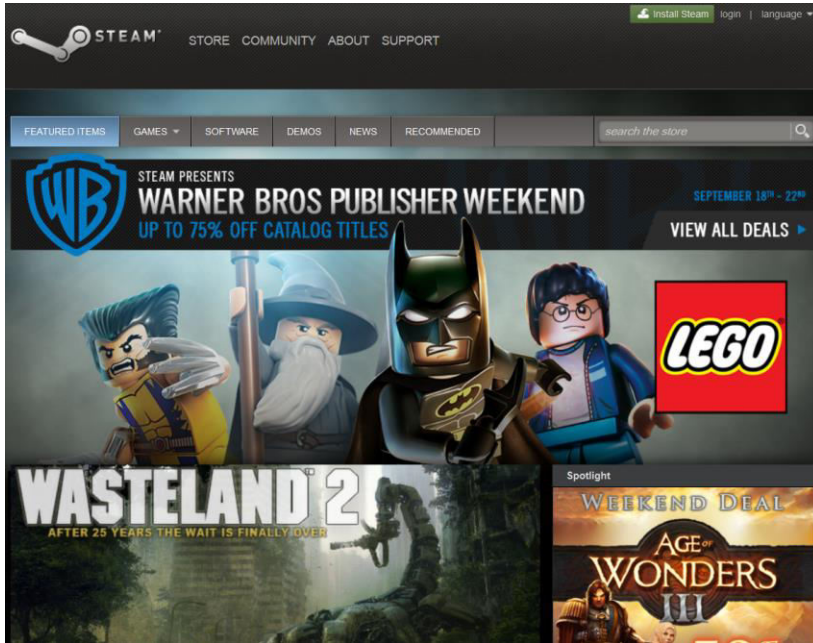 Install Steam login | language
STEAM
STORE COMMUNITY ABOUT SUPPORT
FEATURED ITEMS GAMES SOFTWARE DEMOS NEWS RECOMMENDED search the store
WB
STEAM PRESENTS
WARNER BROS PUBLISHER WEEKEND
SEPTEMBER 18TH - 22ND
UP TO 75% OFF CATALOG TITLES
VIEW ALL DEALS
LEGO
WASTELAND 2
AFTER 25 YEARS THE WAIT IS FINALLY OVER
Spotlight
WEEKEND DEAL
AGE OF
WONDERS
III